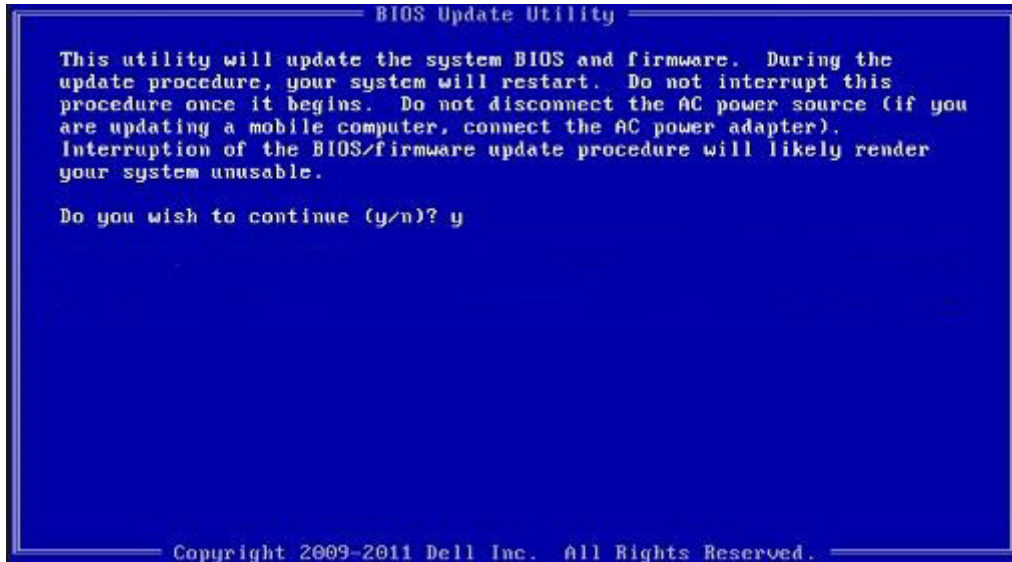 BIOS Update Utility
This utility will update the system BIOS and firmware. During the
update procedure, your system will restart. Do not interrupt this
procedure once it begins. Do not disconnect the AC power source (if you
are updating a mobile computer, connect the AC power adapter).
Interruption of the BIOS/firmware update procedure will likely render
your system unusable.
Do you wish to continue (y/n)? y
Copyright 2009-2011 Dell Inc. All Rights Reserved.